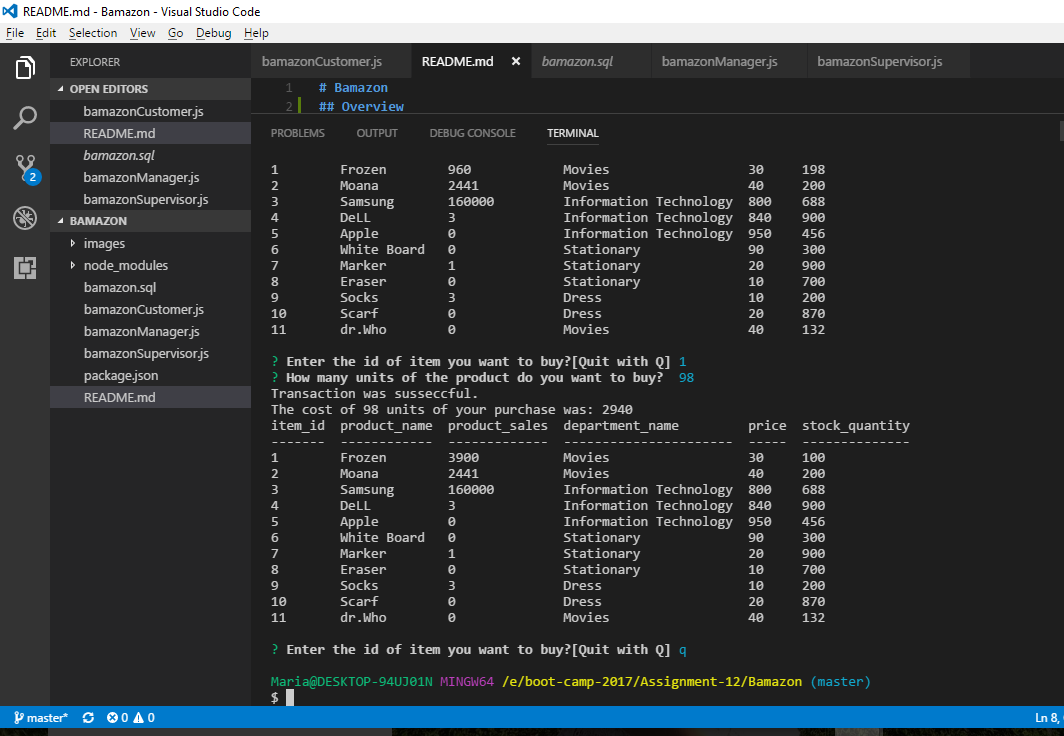 README.md - Bamazon - Visual Studio Code
File Edit Selection View Go Debug Help
EXPLORER
OPEN EDITORS
bamazonCustomer.js
README.md
bamazon.sql
bamazonManager.js
bamazonSupervisor.js
BAMAZON
images
node_modules
bamazon.sql
bamazonCustomer.js
bamazonManager.js
bamazonSupervisor.js
package.json
README.md
2
bamazonCustomer.js README.md × bamazon.sql bamazonManager.js bamazonSupervisor.js
1 # Bamazon
2 ## Overview
PROBLEMS OUTPUT DEBUG CONSOLE TERMINAL
1 Frozen 960 Movies 30 198
2 Moana 2441 Movies 40 200
3 Samsung 160000 Information Technology 800 688
4 DeLL 3 Information Technology 840 900
5 Apple 0 Information Technology 950 456
6 White Board 0 Stationary 90 300
7 Marker 1 Stationary 20 900
8 Eraser 0 Stationary 10 700
9 Socks 3 Dress 10 200
10 Scarf 0 Dress 20 870
11 dr.Who 0 Movies 40 132
? Enter the id of item you want to buy?[Quit with Q] 1
? How many units of the product do you want to buy? 98
Transaction was susseccful.
The cost of 98 units of your purchase was: 2940
item_id product_name product_sales department_name price stock_quantity
------- ------------ ------------- ---------------------- ----- --------------
1 Frozen 3900 Movies 30 100
2 Moana 2441 Movies 40 200
3 Samsung 160000 Information Technology 800 688
4 DeLL 3 Information Technology 840 900
5 Apple 0 Information Technology 950 456
6 White Board 0 Stationary 90 300
7 Marker 1 Stationary 20 900
8 Eraser 0 Stationary 10 700
9 Socks 3 Dress 10 200
10 Scarf 0 Dress 20 870
11 dr.Who 0 Movies 40 132
? Enter the id of item you want to buy?[Quit with Q] q
Maria@DESKTOP-94UJ01N MINGW64 /e/boot-camp-2017/Assignment-12/Bamazon (master)
$
master* 0 0 Ln 8,